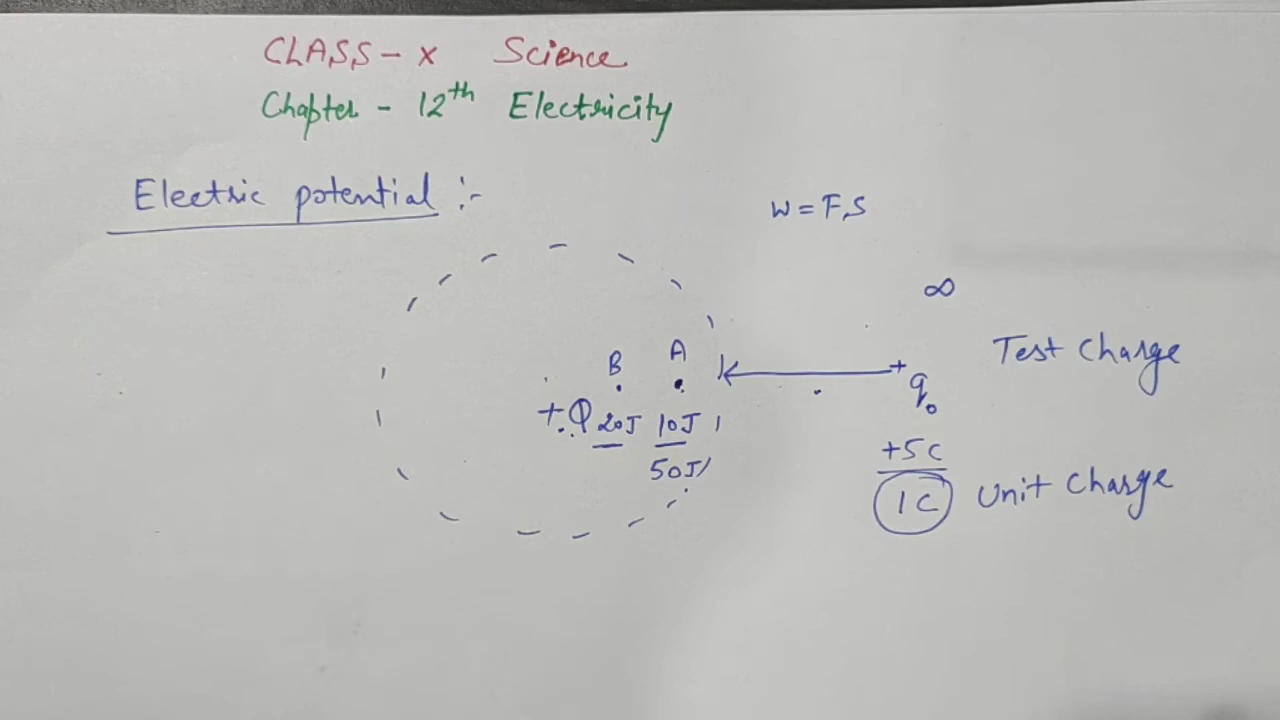 CLASS - X Science
Chapter - 12th Electricity
Electric potential :-
W = F.S
∞
Test Charge
B A
+ q₀
+Q 20J 10J
50J
+5C
1C Unit Charge